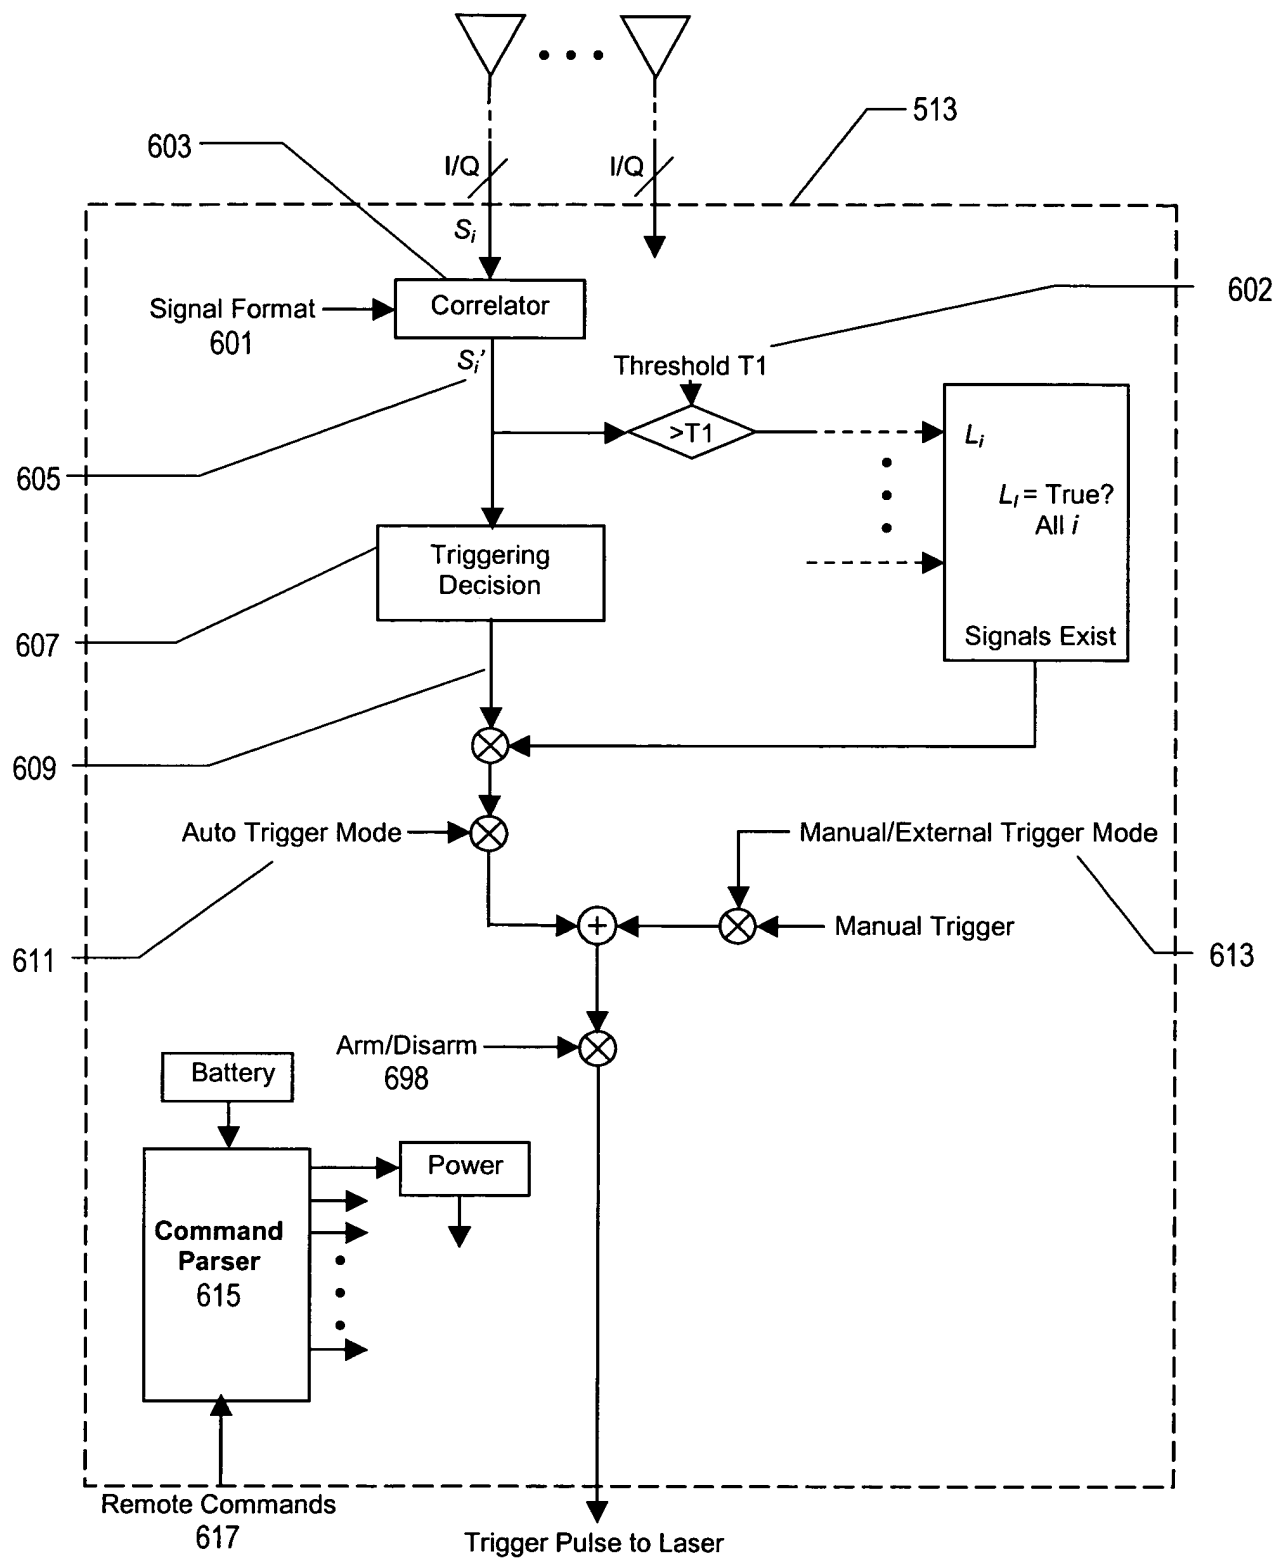 513
603
I/Q
I/Q
Si
Signal Format
601
Correlator
602
Si'
Threshold T1
>T1
Li
605
LI = True?
All i
Triggering
Decision
607
Signals Exist
609
Auto Trigger Mode
Manual/External Trigger Mode
+
Manual Trigger
611
613
Arm/Disarm
698
Battery
Power
Command
Parser
615
Remote Commands
617
Trigger Pulse to Laser